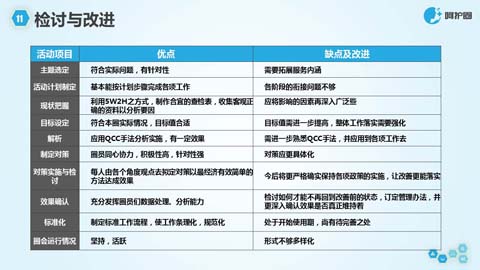 11
检讨与改进
呵护圈
活动项目 优点 缺点及改进
主题选定 符合实际问题，有针对性 需要拓展服务内涵
活动计划制定 基本能按计划步骤完成各项工作 各阶段的衔接问题不够
现状把握 利用5W2H之方式，制作合宜的查检表，收集客观正 应将影响的因素再深入广泛些
确的资料以分析要因
目标设定 符合本圈实际情况，目标值合适 目标值需进一步提高，整体工作落实需要强化
解析 应用QCC手法分析实施，有一定效果 需进一步熟悉QCC手法，并应用到各项工作去
制定对策 圈员同心协力，积极性高，针对性强 对策应更具体化
对策实施与检 每人由各个角度观点去拟定对策以最经济有效简单的 今后将更严格确实保持各项政策的实施，让改善更能落实
讨 方法达成效果
效果确认 充分发挥圈员们数据处理、分析能力 检讨如何才能不再回到改善前的状态，订定管理办法，并
更深入确认效果是否真正维持着
标准化 制定标准工作流程，使工作条理化，规范化 处于开始使用期，尚有待完善之处
圈会运行情况 坚持，活跃 形式不够多样化